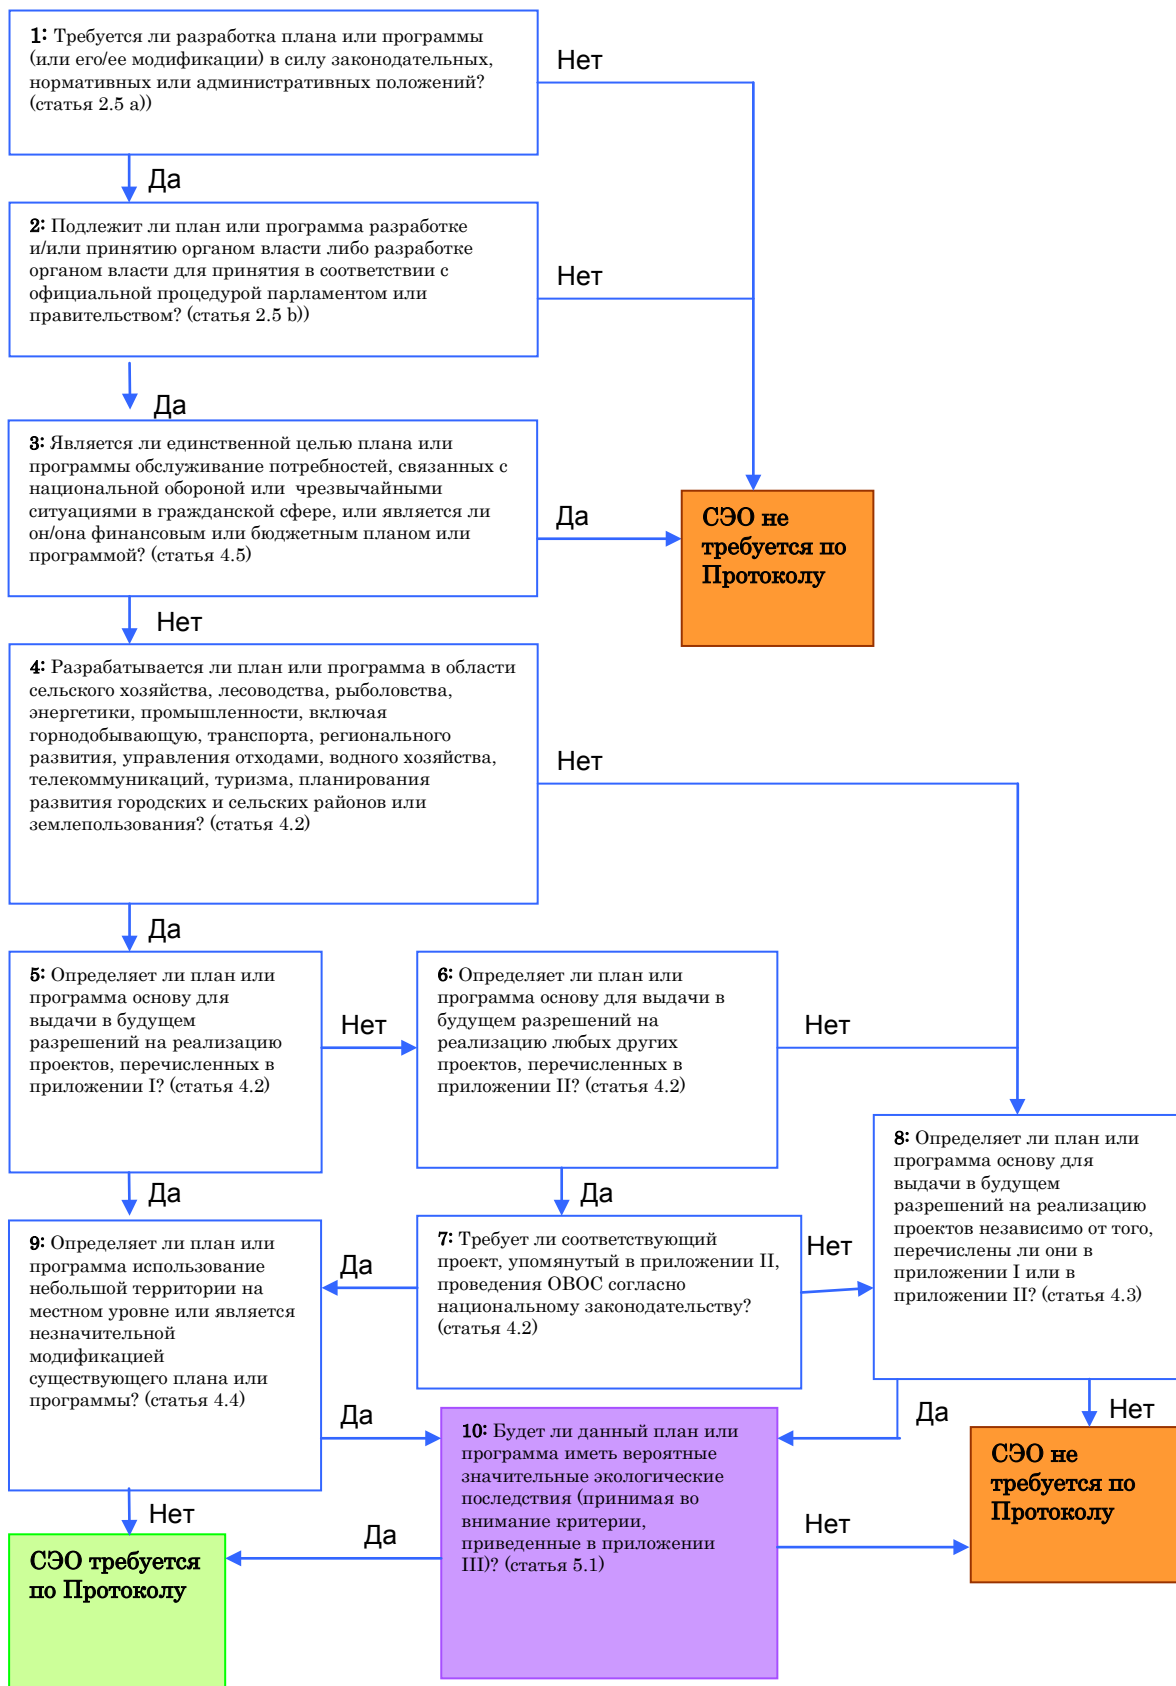 1: Требуется ли разработка плана или программы
(или его/ее модификации) в силу законодательных,
нормативных или административных положений?
(статья 2.5 a))
Нет
Да
2: Подлежит ли план или программа разработке
и/или принятию органом власти либо разработке
органом власти для принятия в соответствии с
официальной процедурой парламентом или
правительством? (статья 2.5 b))
Нет
Да
3: Является ли единственной целью плана или
программы обслуживание потребностей, связанных с
национальной обороной или чрезвычайными
ситуациями в гражданской сфере, или является ли
он/она финансовым или бюджетным планом или
программой? (статья 4.5)
Да
СЭО не
требуется по
Протоколу
Нет
4: Разрабатывается ли план или программа в области
сельского хозяйства, лесоводства, рыболовства,
энергетики, промышленности, включая
горнодобывающую, транспорта, регионального
развития, управления отходами, водного хозяйства,
телекоммуникаций, туризма, планирования
развития городских и сельских районов или
землепользования? (статья 4.2)
Нет
Да
5: Определяет ли план или
программа основу для
выдачи в будущем
разрешений на реализацию
проектов, перечисленных в
приложении I? (статья 4.2)
Нет
6: Определяет ли план или
программа основу для выдачи в
будущем разрешений на
реализацию любых других
проектов, перечисленных в
приложении II? (статья 4.2)
Нет
Да
Да
8: Определяет ли план или
программа основу для
выдачи в будущем
разрешений на реализацию
проектов независимо от того,
перечислены ли они в
приложении I или в
приложении II? (статья 4.3)
9: Определяет ли план или
программа использование
небольшой территории на
местном уровне или является
незначительной
модификацией
существующего плана или
программы? (статья 4.4)
Да
7: Требует ли соответствующий
проект, упомянутый в приложении II,
проведения ОВОС согласно
национальному законодательству?
(статья 4.2)
Нет
Да
Нет
Да
10: Будет ли данный план или
программа иметь вероятные
значительные экологические
последствия (принимая во
внимание критерии,
приведенные в приложении
III)? (статья 5.1)
СЭО не
требуется по
Протоколу
Нет
Да
Нет
СЭО требуется
по Протоколу